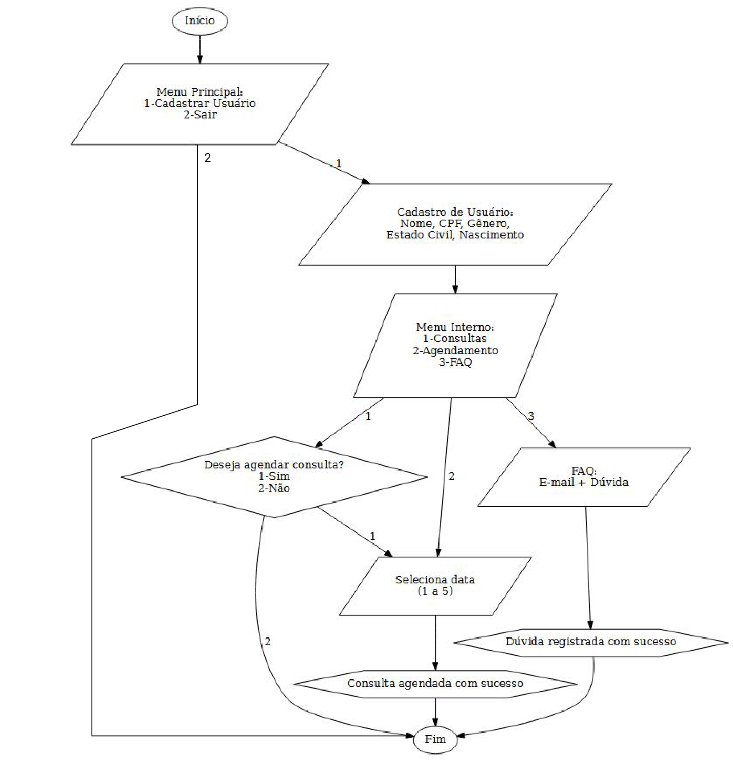 Início
Menu Principal:
1-Cadastrar Usuário
2-Sair
2
1
Cadastro de Usuário:
Nome, CPF, Gênero,
Estado Civil, Nascimento
Menu Interno:
1-Consultas
2-Agendamento
3-FAQ
1
3
Deseja agendar consulta?
1-Sim
2-Não
2
FAQ:
E-mail + Dúvida
1
Seleciona data
(1 a 5)
2
Dúvida registrada com sucesso
Consulta agendada com sucesso
Fim